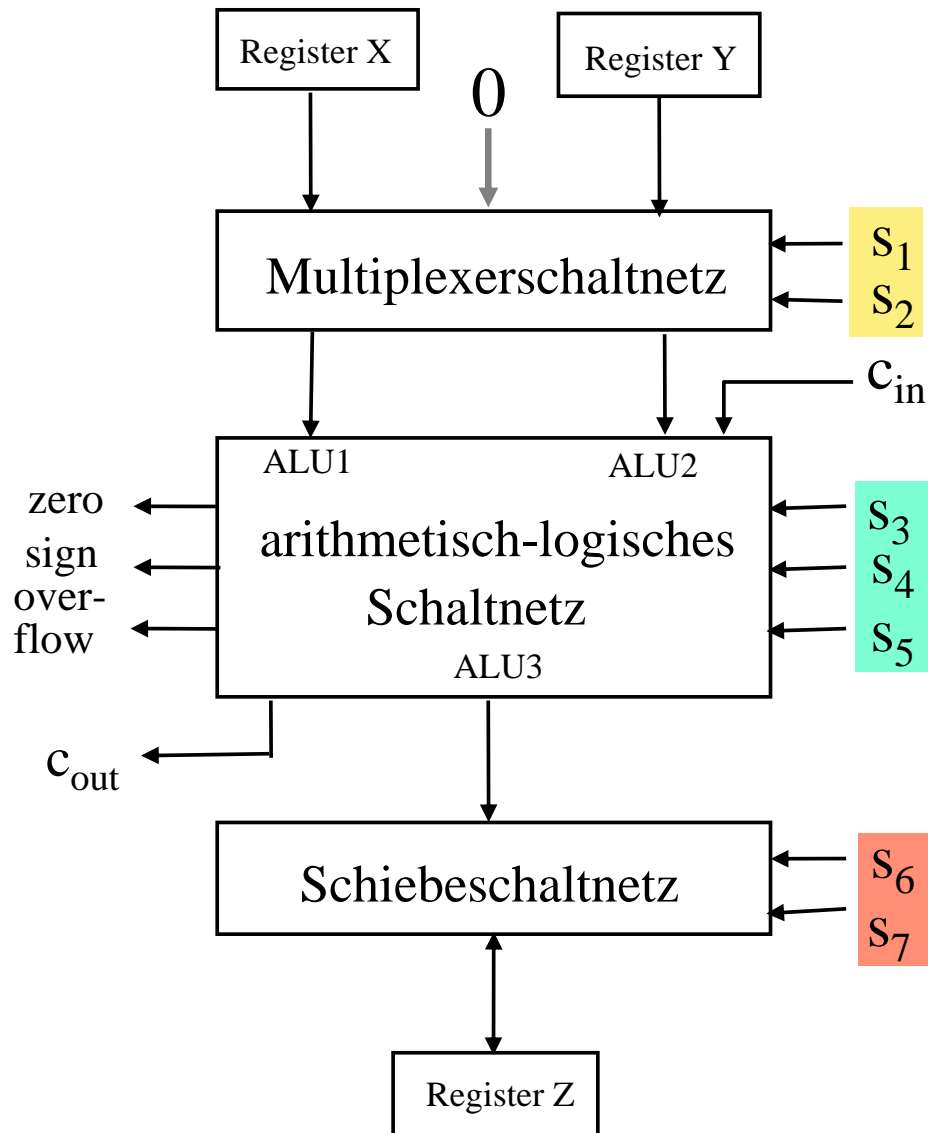 Register X
Register Y
0
Multiplexerschaltnetz
s1
s2
cin
ALU1
ALU2
zero
sign
over-
flow
arithmetisch-logisches
Schaltnetz
s3
s4
s5
ALU3
cout
Schiebeschaltnetz
s6
s7
Register Z